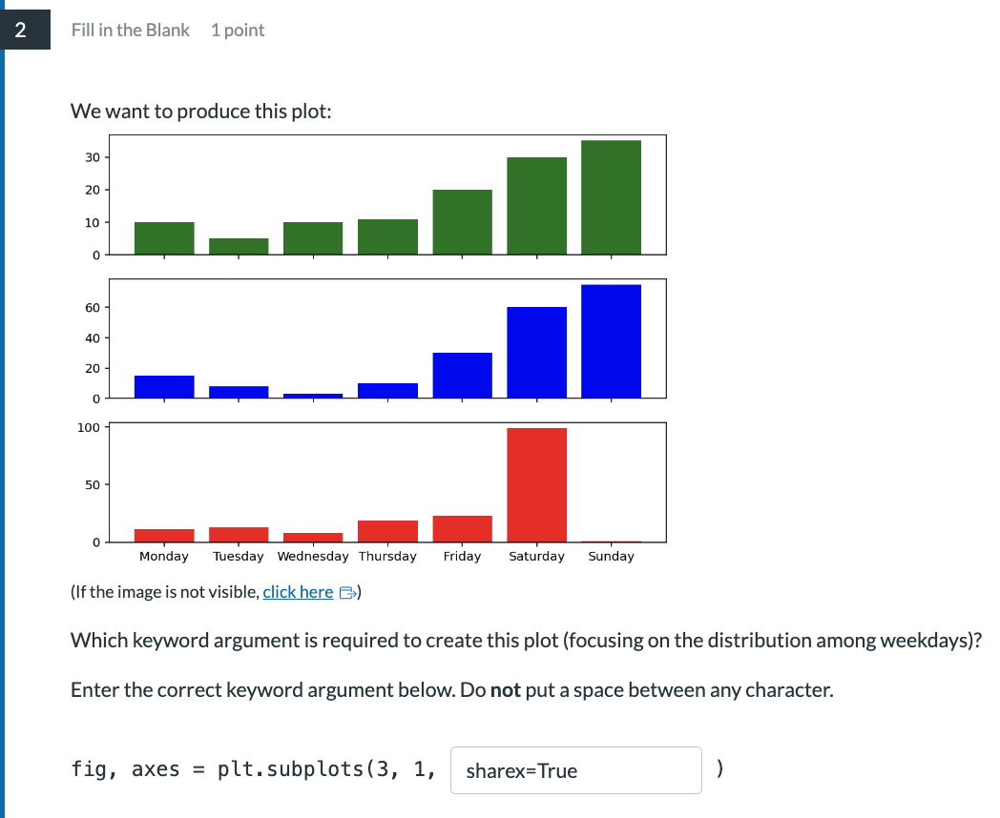 2 Fill in the Blank 1 point
We want to produce this plot:
30
20
10
0
60
40
20
0
100
50
0
Monday Tuesday Wednesday Thursday Friday Saturday Sunday
(If the image is not visible, click here)
Which keyword argument is required to create this plot (focusing on the distribution among weekdays)?
Enter the correct keyword argument below. Do not put a space between any character.
fig, axes = plt.subplots(3, 1, sharex=True )